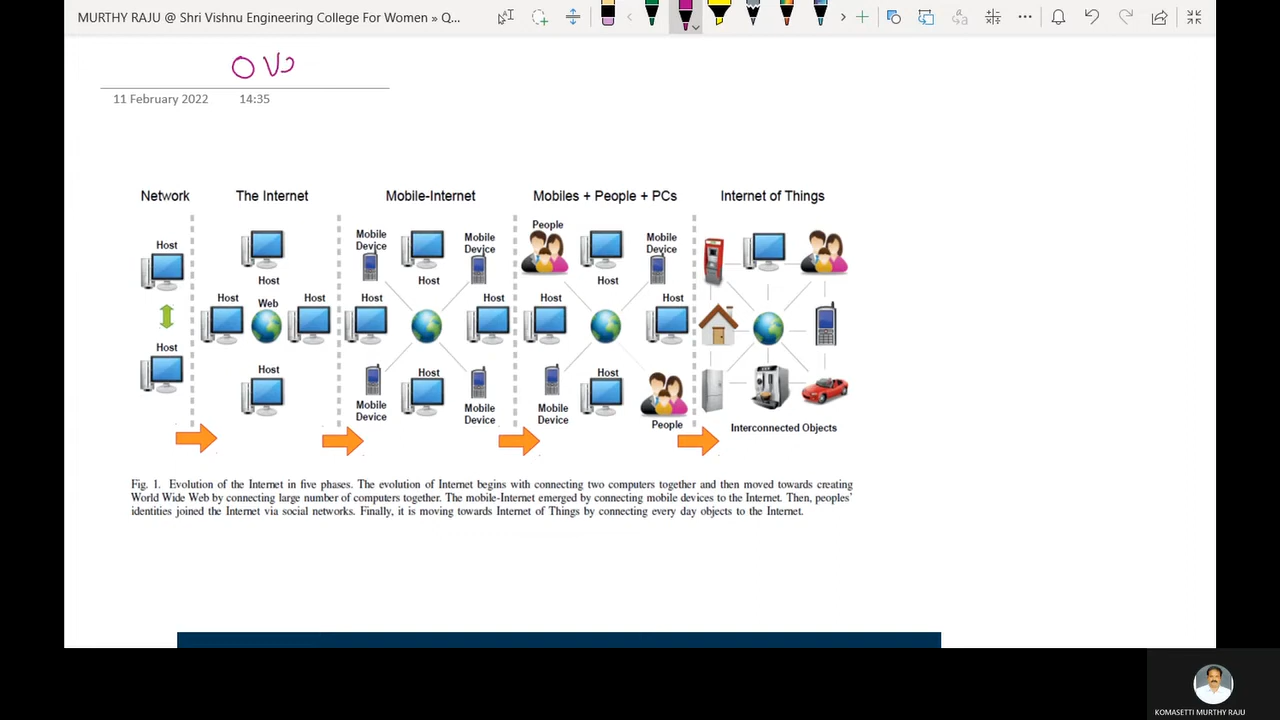 MURTHY RAJU @ Shri Vishnu Engineering College For Women » Q...
11 February 2022 14:35
Network The Internet Mobile-Internet Mobiles + People + PCs Internet of Things
Host
Host
Host
Web
Host
Host
Host
Mobile Device
Host
Mobile Device
Host
Host
Mobile Device
Host
Mobile Device
People
Host
Mobile Device
Host
Host
Mobile Device
Host
People
Interconnected Objects
Fig. 1. Evolution of the Internet in five phases. The evolution of Internet begins with connecting two computers together and then moved towards creating
World Wide Web by connecting large number of computers together. The mobile-Internet emerged by connecting mobile devices to the Internet. Then, peoples'
identities joined the Internet via social networks. Finally, it is moving towards Internet of Things by connecting every day objects to the Internet.
KOMASETTI MURTHY RAJU